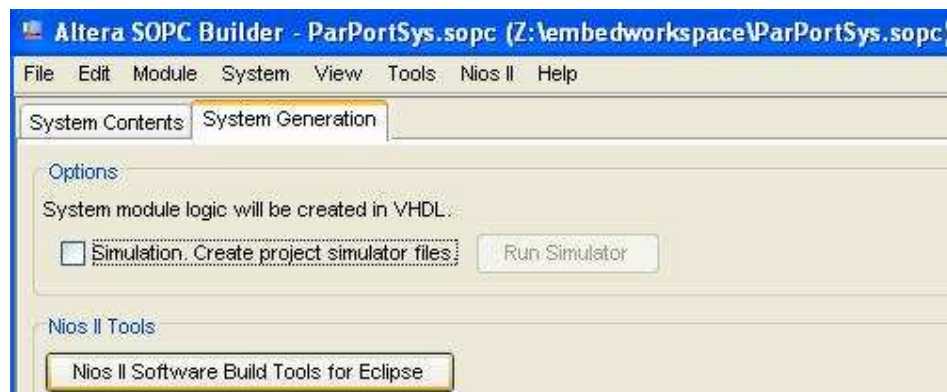 Altera SOPC Builder - ParPortSys.sopc (Z:\embedworkspace\ParPortSys.sopc)
File Edit Module System View Tools Nios II Help
System Contents System Generation
Options
System module logic will be created in VHDL.
Simulation. Create project simulator files. Run Simulator
Nios II Tools
Nios II Software Build Tools for Eclipse